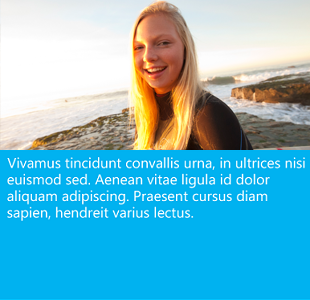 Vivamus tincidunt convallis urna, in ultrices nisi
euismod sed. Aenean vitae ligula id dolor
aliquam adipiscing. Praesent cursus diam
sapien, hendreit varius lectus.